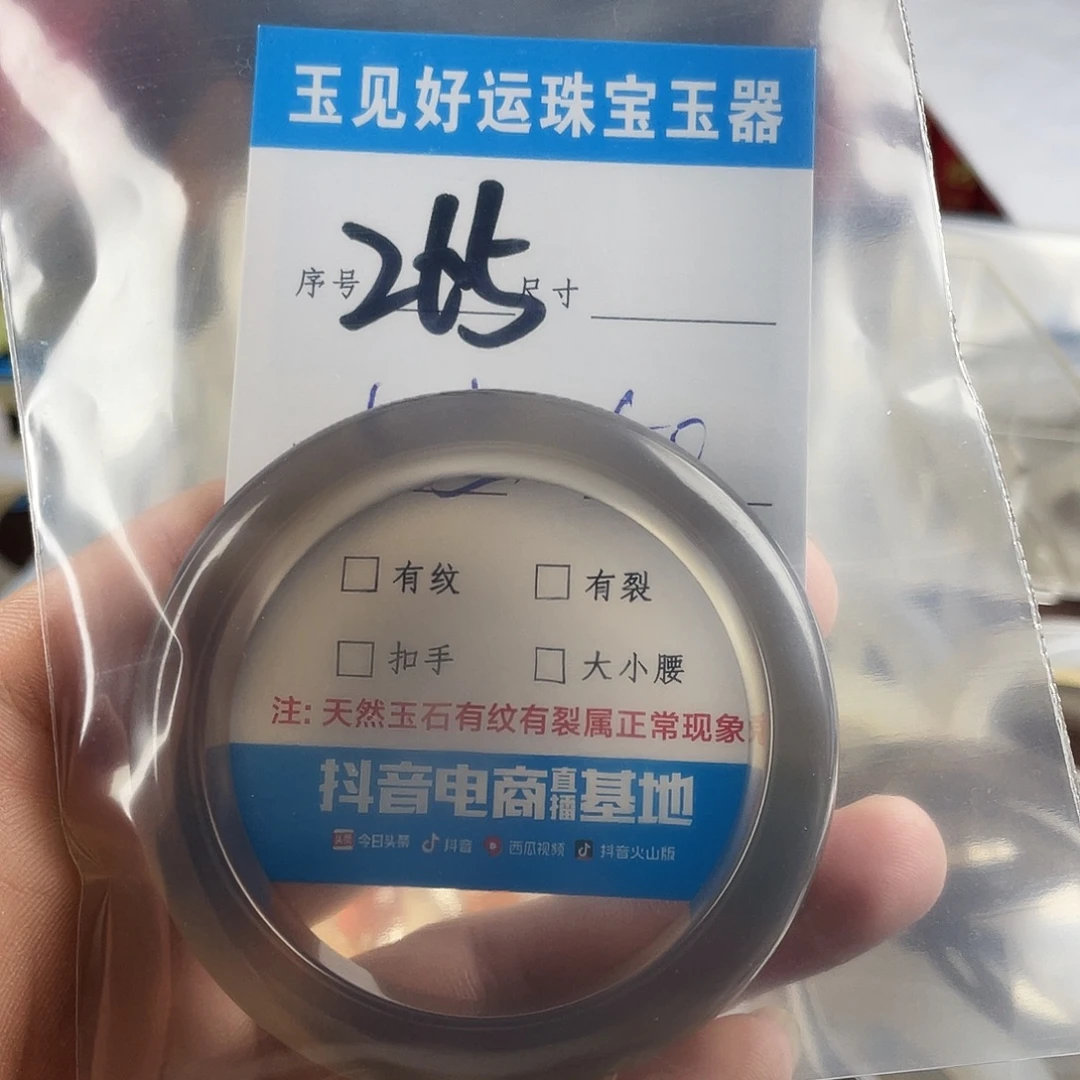 玉见好运珠宝玉器
序号 265 尺寸
有纹 有裂
扣手 大小腰
注: 天然玉石有纹有裂属正常现象
抖音电商直播基地
头条 今日头条 抖音 西瓜视频 抖音火山版